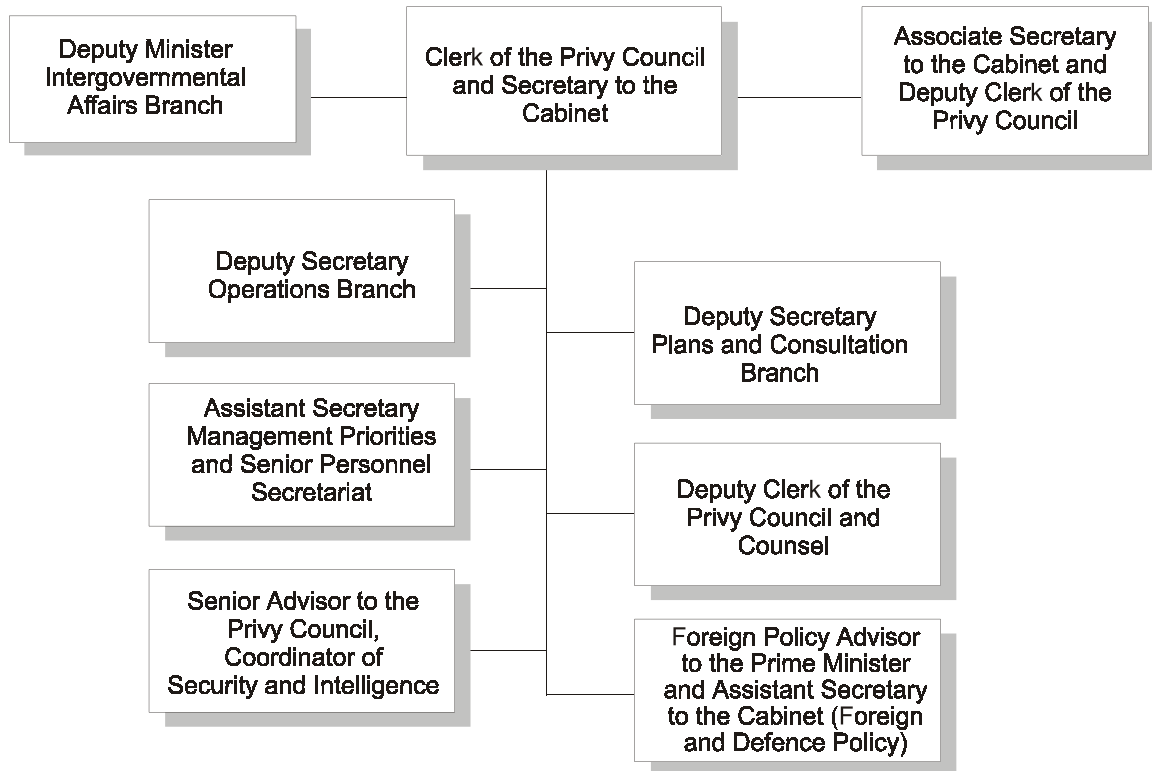 Deputy Minister
Intergovernmental
Affairs Branch
Clerk of the Privy Council
and Secretary to the
Cabinet
Associate Secretary
to the Cabinet and
Deputy Clerk of the
Privy Council
Deputy Secretary
Operations Branch
Deputy Secretary
Plans and Consultation
Branch
Assistant Secretary
Management Priorities
and Senior Personnel
Secretariat
Deputy Clerk of the
Privy Council and
Counsel
Senior Advisor to the
Privy Council,
Coordinator of
Security and Intelligence
Foreign Policy Advisor
to the Prime Minister
and Assistant Secretary
to the Cabinet (Foreign
and Defence Policy)